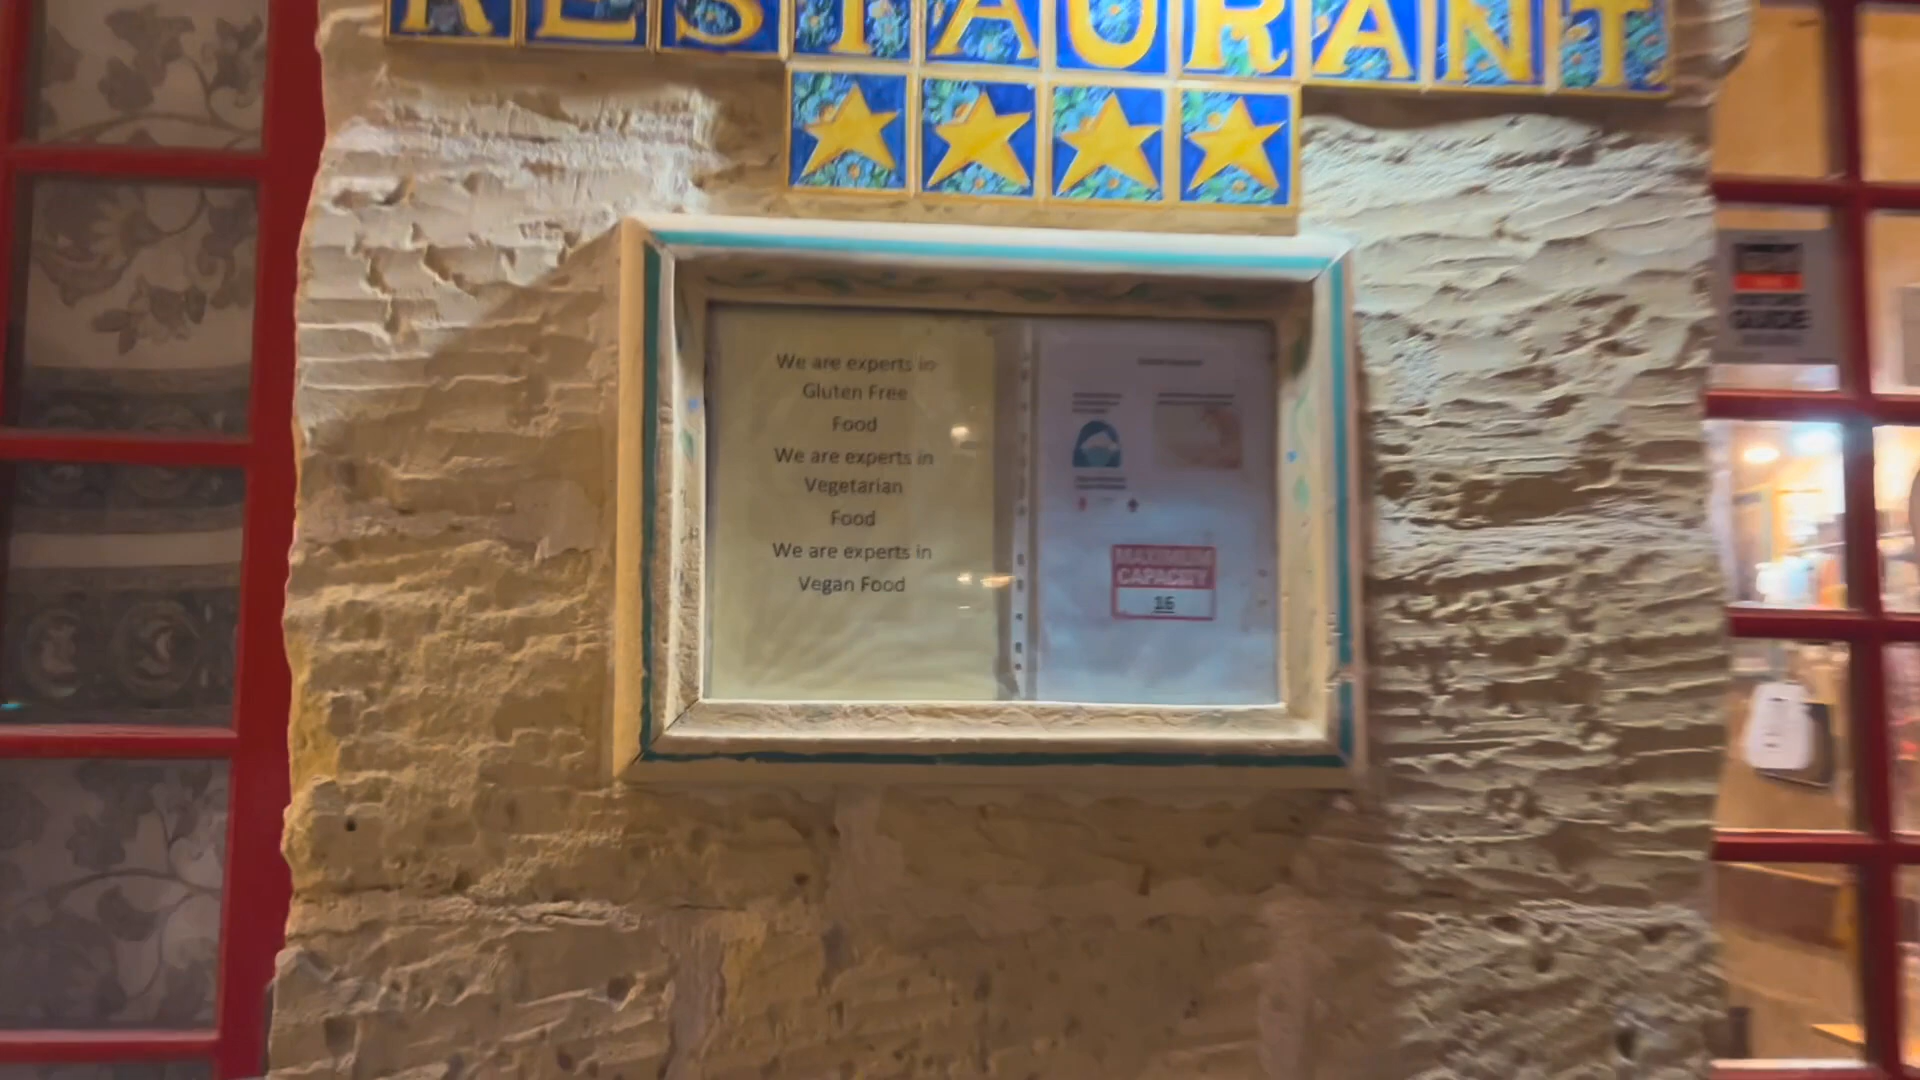 RESTAURANT
We are experts in
Gluten Free
Food
We are experts in
Vegetarian
Food
We are experts in
Vegan Food
MAXIMUM
CAPACITY
16
GUIDE